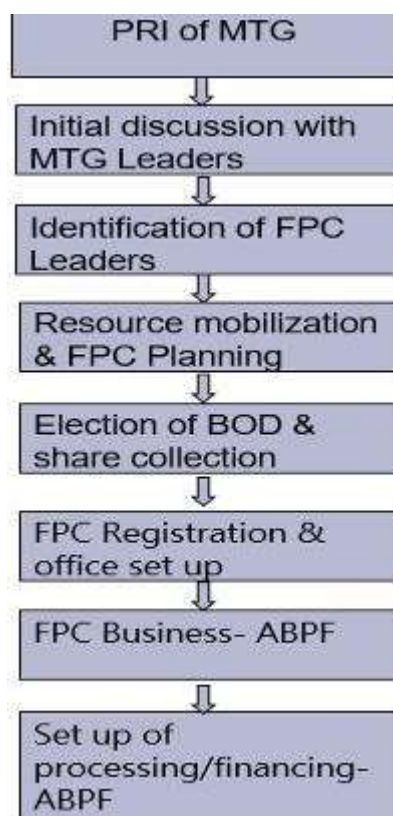 PRI of MTG
Initial discussion with
MTG Leaders
Identification of FPC
Leaders
Resource mobilization
& FPC Planning
Election of BOD &
share collection
FPC Registration &
office set up
FPC Business- ABPF
Set up of
processing/financing-
ABPF